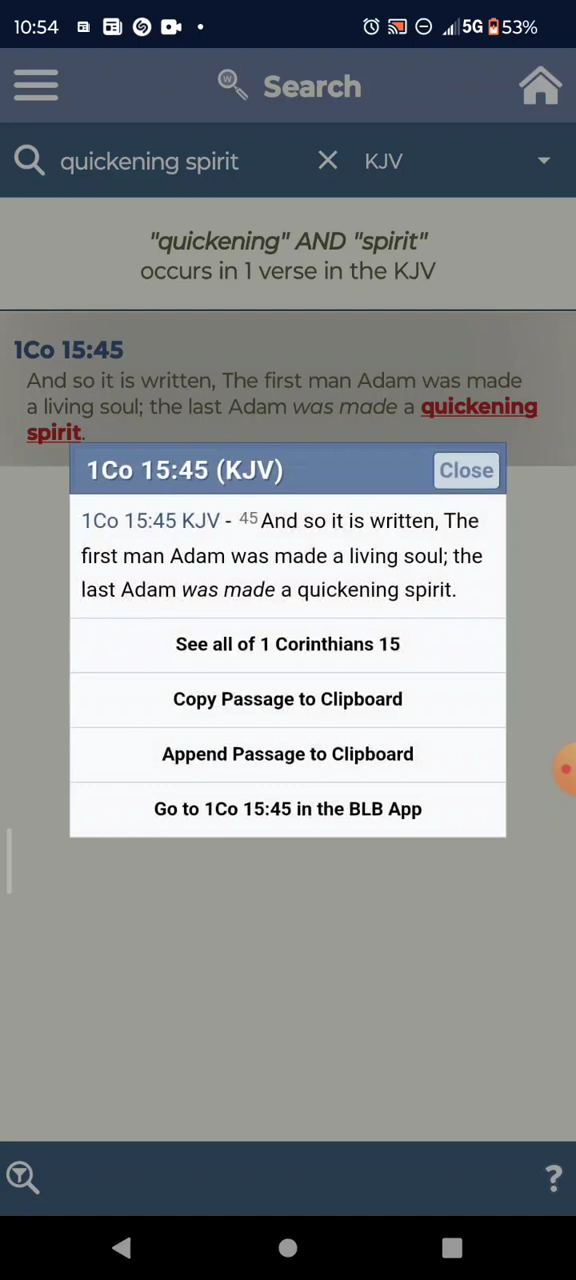 10:54 5G 53%
Search
quickening spirit KJV
"quickening" AND "spirit"
occurs in 1 verse in the KJV
1Co 15:45
And so it is written, The first man Adam was made
a living soul; the last Adam was made a quickening
spirit.
1Co 15:45 (KJV) Close
1Co 15:45 KJV - 45 And so it is written, The
first man Adam was made a living soul; the
last Adam was made a quickening spirit.
See all of 1 Corinthians 15
Copy Passage to Clipboard
Append Passage to Clipboard
Go to 1Co 15:45 in the BLB App
?